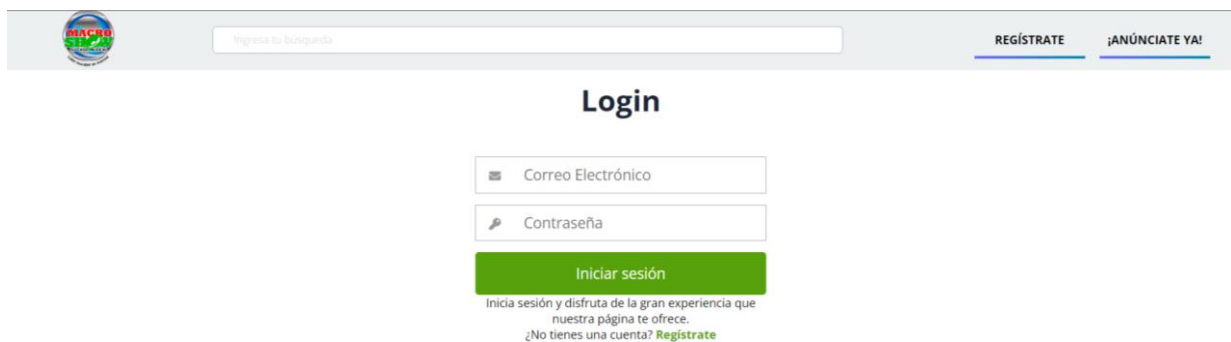 MACRO
SHOW
Ingresa tu búsqueda
REGÍSTRATE
¡ANÚNCIATE YA!
Login
Correo Electrónico
Contraseña
Iniciar sesión
Inicia sesión y disfruta de la gran experiencia que
nuestra página te ofrece.
¿No tienes una cuenta? Regístrate